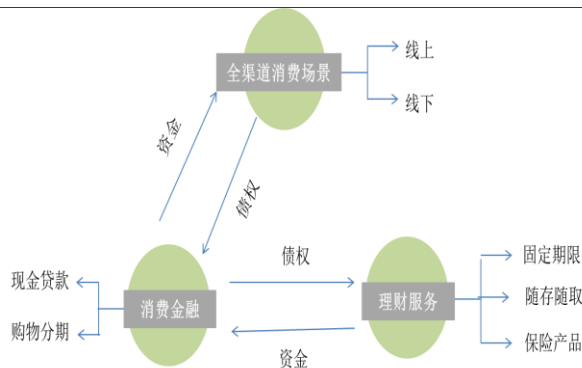 全渠道消费场景
线上
线下
资金
债权
现金贷款
购物分期
消费金融
债权
资金
理财服务
固定期限
随存随取
保险产品